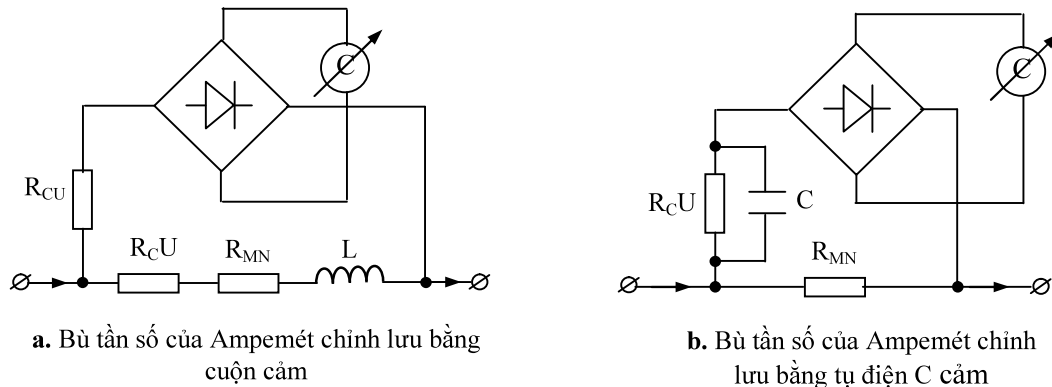 C
R_CU
R_CU R_MN L
a. Bù tần số của Ampemét chỉnh lưu bằng
cuộn cảm
C
R_CU C
R_MN
b. Bù tần số của Ampemét chỉnh
lưu bằng tụ điện C cảm